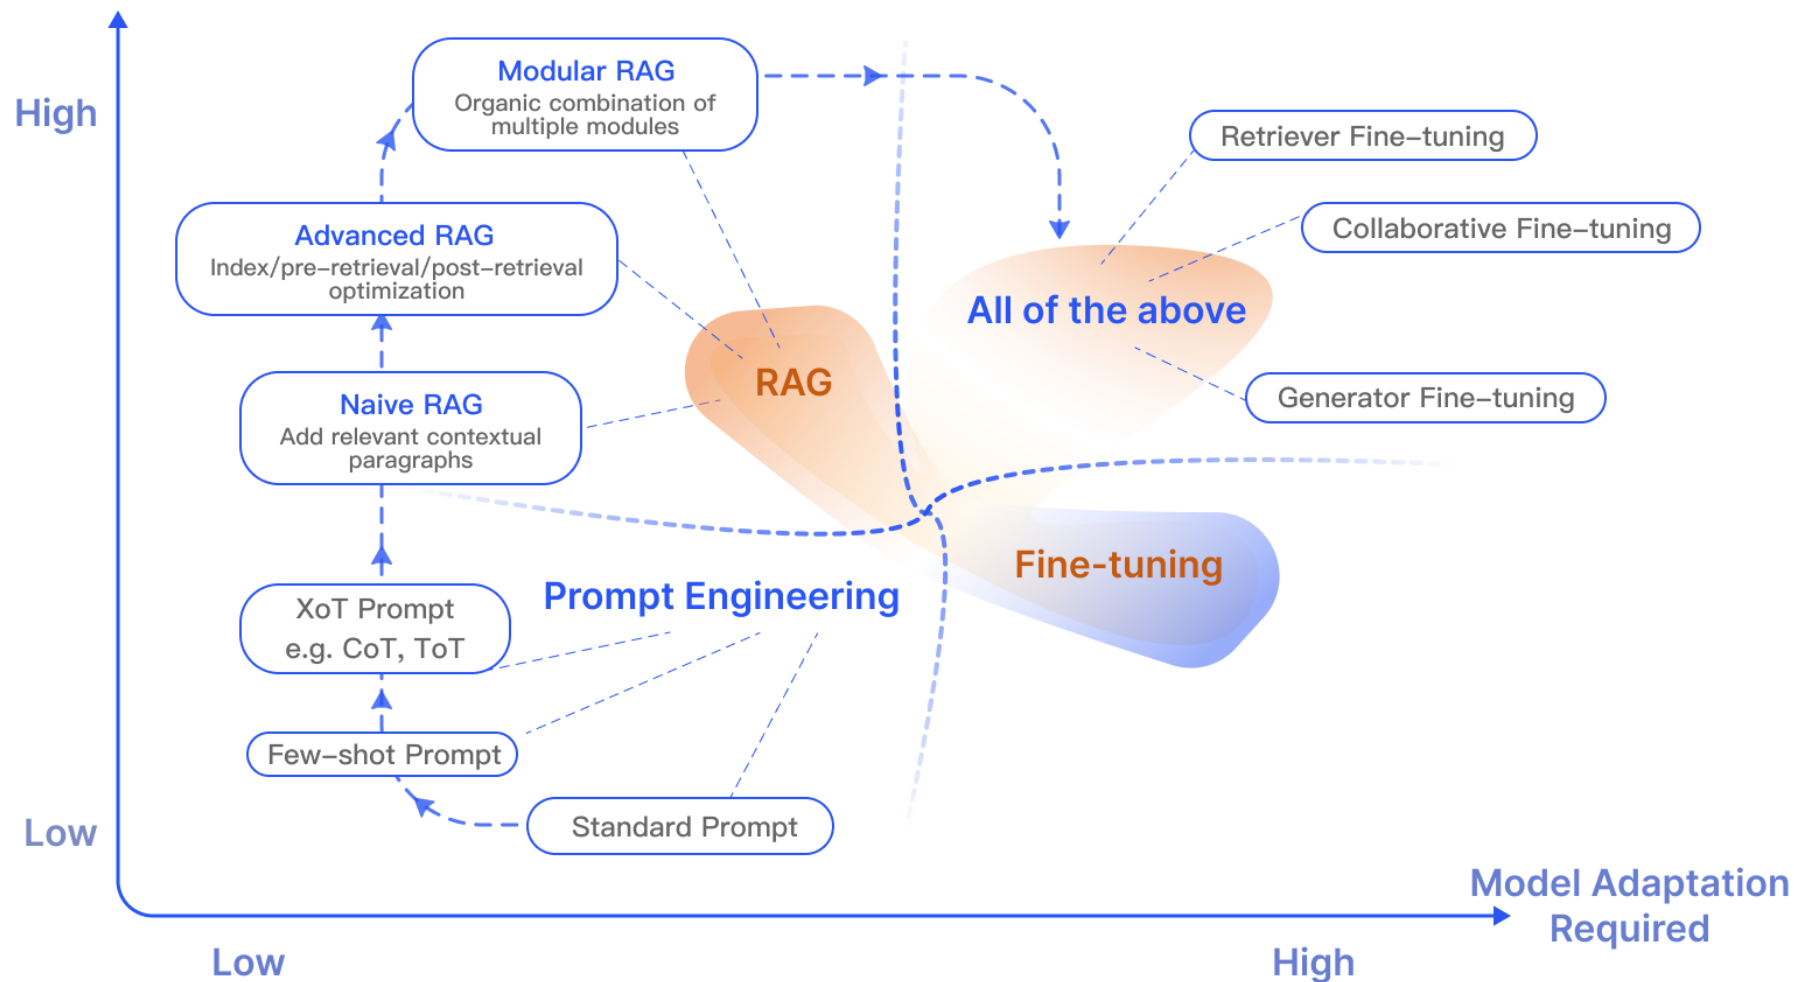 High
Modular RAG
Organic combination of
multiple modules
Retriever Fine-tuning
Advanced RAG
Index/pre-retrieval/post-retrieval
optimization
Collaborative Fine-tuning
All of the above
RAG
Naive RAG
Add relevant contextual
paragraphs
Generator Fine-tuning
Fine-tuning
Prompt Engineering
XoT Prompt
e.g. CoT, ToT
Few-shot Prompt
Standard Prompt
Low
Model Adaptation
Required
Low
High